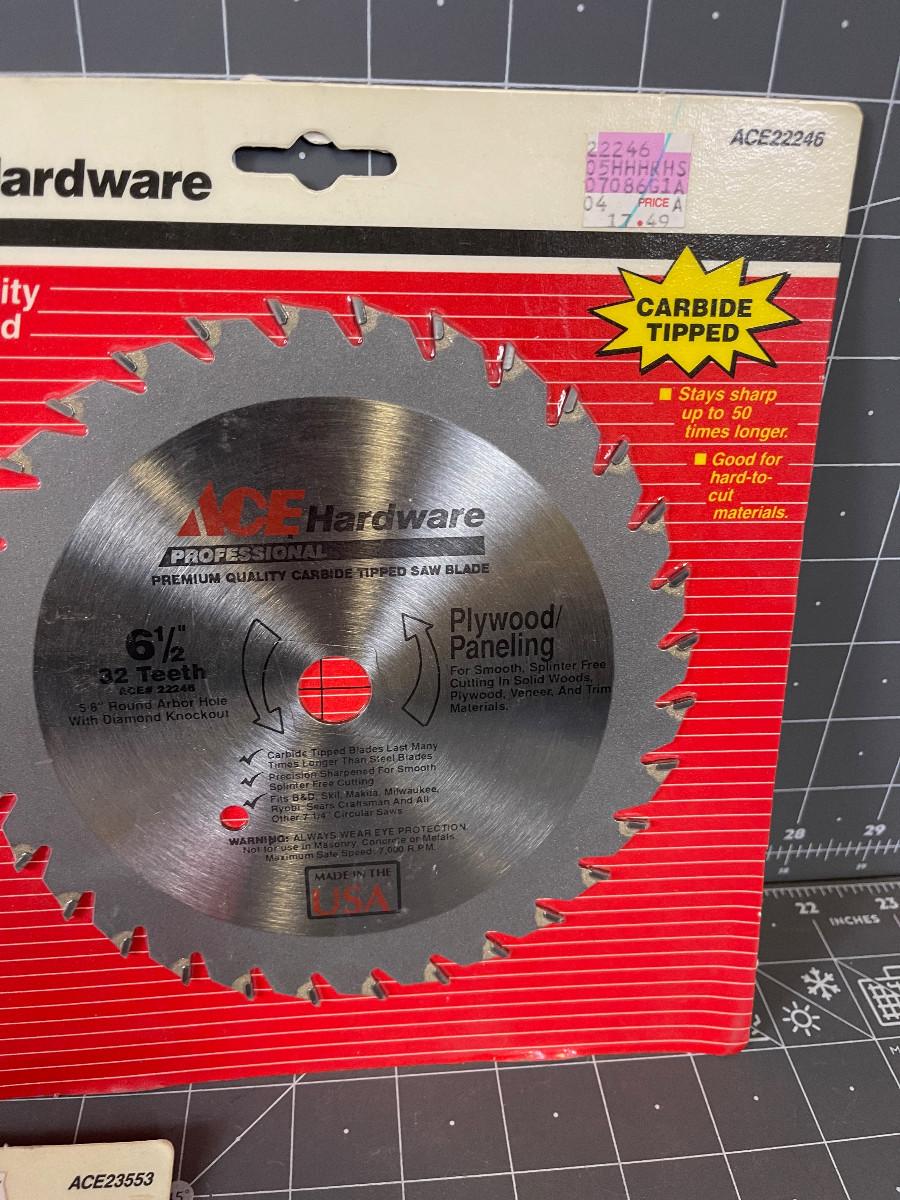 ardware
22246
05HHHRHS
07086GIA
04 PRICE A
17.49
ACE22246
ity
d
CARBIDE
TIPPED
Stays sharp
up to 50
times longer.
Good for
hard-to-
cut
materials.
ACE Hardware
PROFESSIONAL
PREMIUM QUALITY CARBIDE TIPPED SAW BLADE
6 1/2"
32 Teeth
ACE# 22246
5/8" Round Arbor Hole
With Diamond Knockout
Plywood/
Paneling
For Smooth, Splinter Free
Cutting In Solid Woods,
Plywood, Veneer, And Trim
Materials.
Carbide Tipped Blades Last Many
Times Longer Than Steel Blades
Precision Sharpened For Smooth
Splinter Free Cutting
Fits B&D, Skil, Makita, Milwaukee,
Ryobi, Sears Craftsman And All
Other 7 1/4" Circular Saws
WARNING: ALWAYS WEAR EYE PROTECTION
Not for use in Masonry, Concrete or Metals.
Maximum Safe Speed: 7,000 R.P.M.
MADE IN THE
USA
28 29
22 INCHES 23
ACE23553